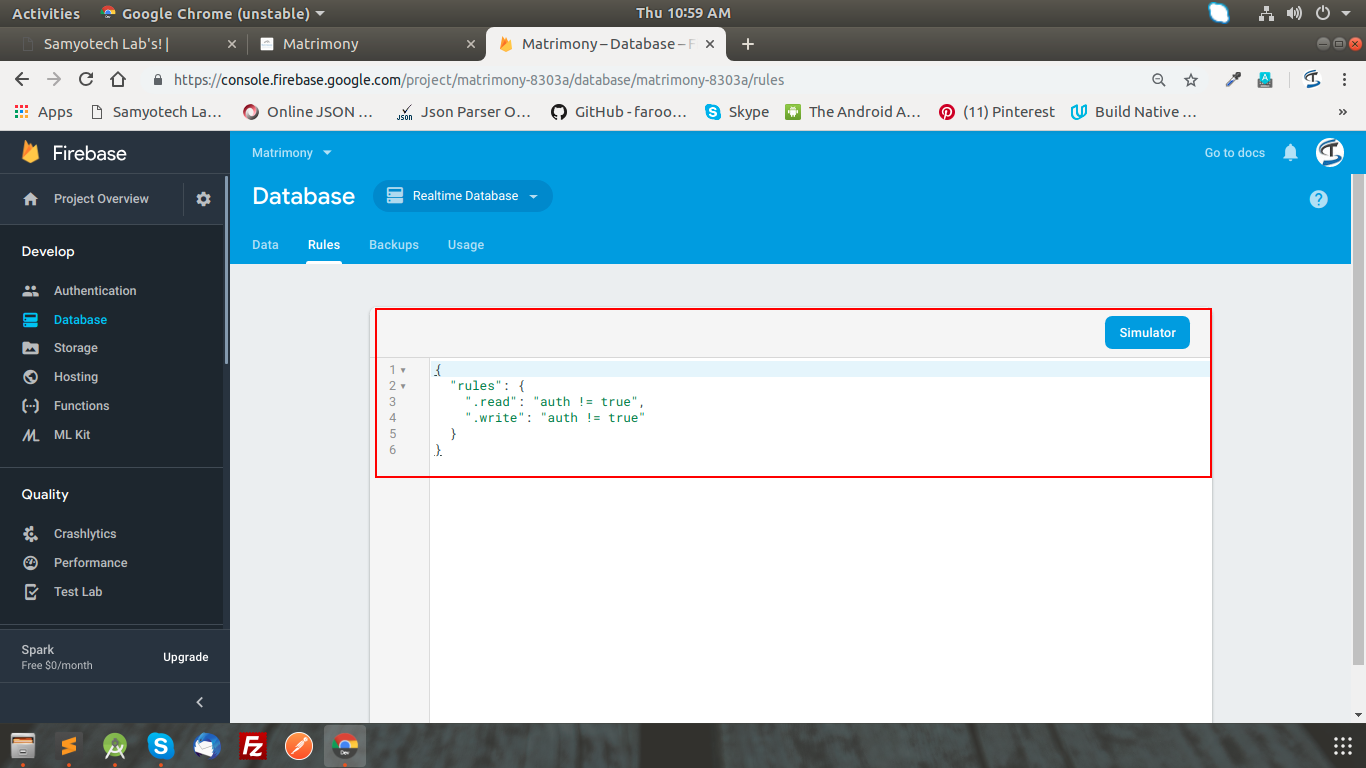 Activities Google Chrome (unstable) Thu 10:59 AM
Samyotech Lab's! | Matrimony Matrimony – Database – F
https://console.firebase.google.com/project/matrimony-8303a/database/matrimony-8303a/rules
Apps Samyotech La… Online JSON … JSON Json Parser O… GitHub - faroo… Skype The Android A… (11) Pinterest Build Native … »
Firebase
Matrimony
Go to docs
Project Overview
Database
Realtime Database
?
Data Rules Backups Usage
Develop
Authentication
Database
Storage
Hosting
Functions
ML Kit
Quality
Crashlytics
Performance
Test Lab
Spark
Free $0/month
Upgrade
Simulator
1 {
2 "rules": {
3 ".read": "auth != true",
4 ".write": "auth != true"
5 }
6 }
S
Fz
Dev